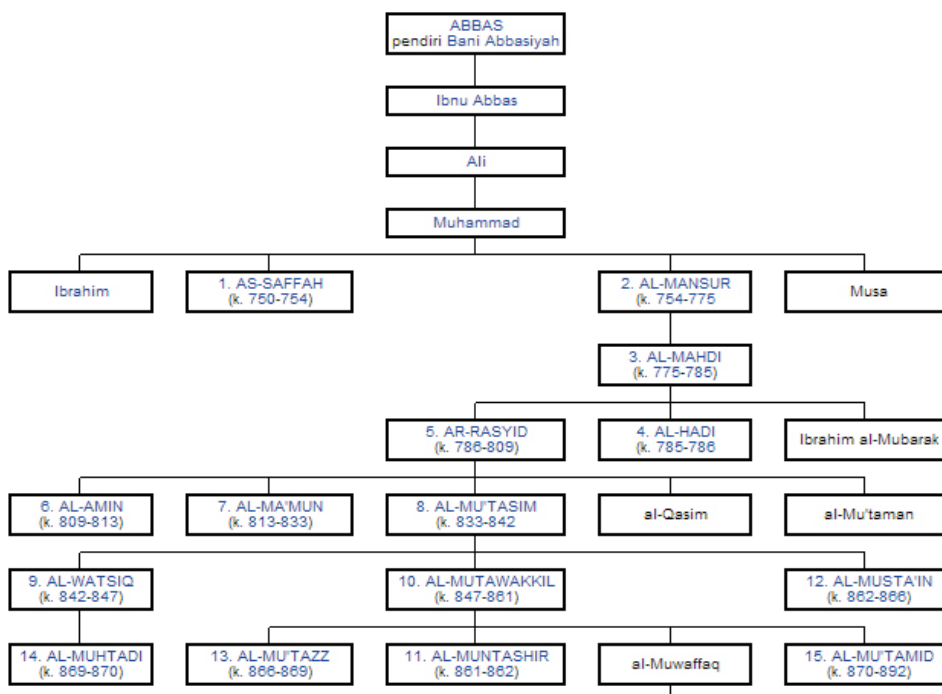 ABBAS
pendiri Bani Abbasiyah
Ibnu Abbas
Ali
Muhammad
Ibrahim
1. AS-SAFFAH
(k. 750-754)
2. AL-MANSUR
(k. 754-775
Musa
3. AL-MAHDI
(k. 775-785)
5. AR-RASYID
(k. 786-809)
4. AL-HADI
(k. 785-786
Ibrahim al-Mubarak
6. AL-AMIN
(k. 809-813)
7. AL-MA'MUN
(k. 813-833)
8. AL-MU'TASIM
(k. 833-842
al-Qasim
al-Mu'taman
9. AL-WATSIQ
(k. 842-847)
10. AL-MUTAWAKKIL
(k. 847-861)
12. AL-MUSTA'IN
(k. 862-866)
14. AL-MUHTADI
(k. 869-870)
13. AL-MU'TAZZ
(k. 866-869)
11. AL-MUNTASHIR
(k. 861-862)
al-Muwaffaq
15. AL-MU'TAMID
(k. 870-892)